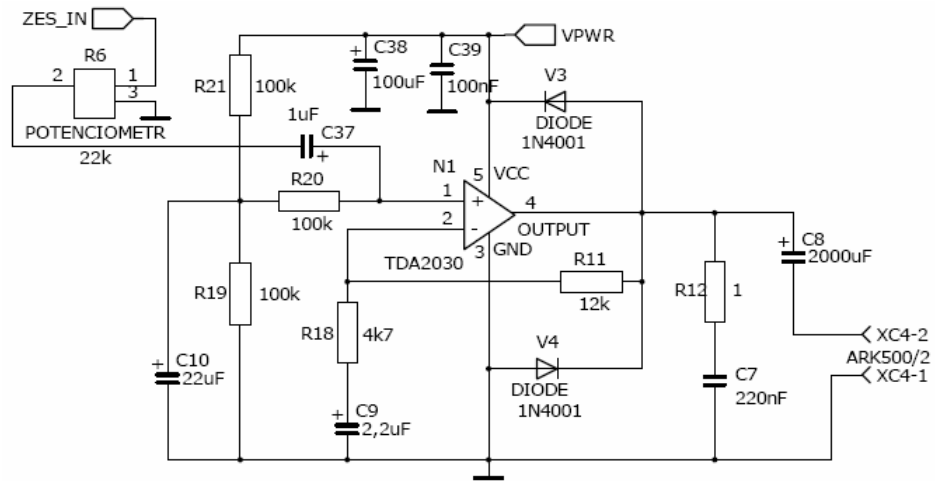 ZES_IN
R6
2
1
3
POTENCIOMETR
22k
R21
100k
C38
100uF
C39
100nF
VPWR
V3
DIODE
1N4001
1uF
C37
+
R20
100k
N1
5
VCC
1
+
2
-
4
OUTPUT
3
GND
TDA2030
R19
100k
R11
12k
R18
4k7
R12
1
C8
2000uF
+
XC4-2
ARK500/2
XC4-1
V4
DIODE
1N4001
C10
22uF
+
C9
2,2uF
+
C7
220nF
+